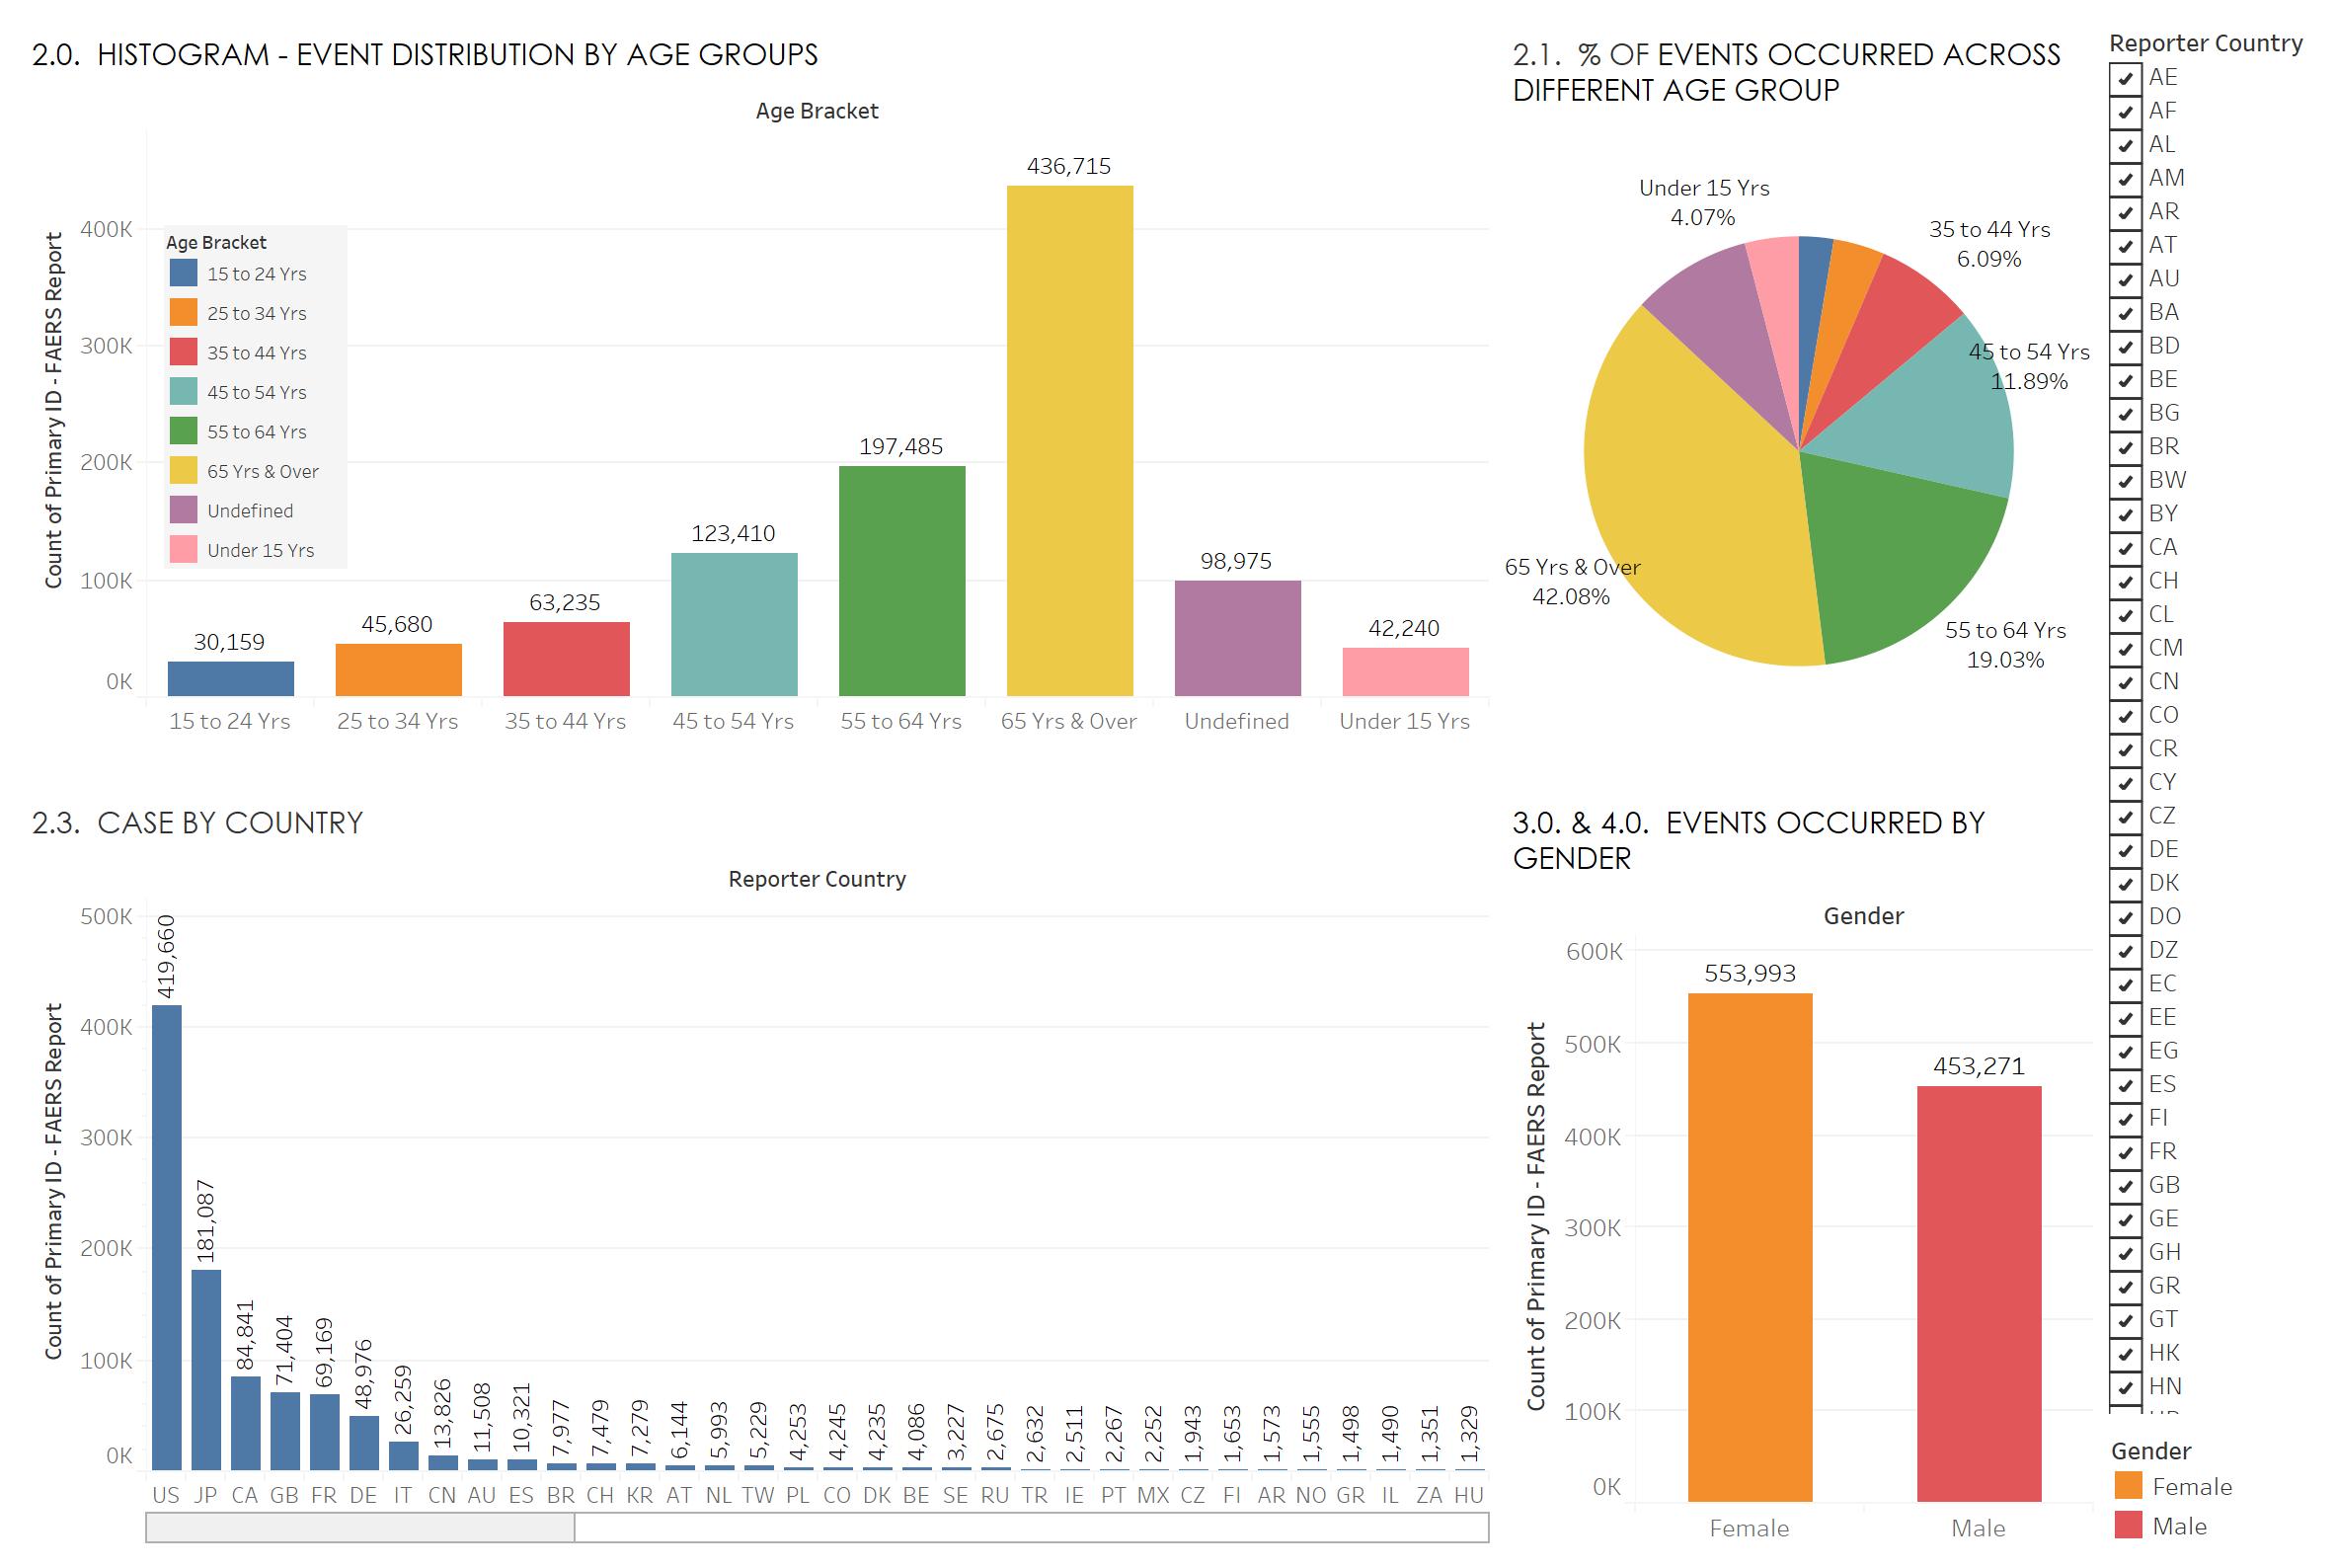 2.0.  HISTOGRAM - EVENT DISTRIBUTION BY AGE GROUPS
Age Bracket
Count of Primary ID - FAERS Report
400K
300K
200K
100K
0K
Age Bracket
15 to 24 Yrs
25 to 34 Yrs
35 to 44 Yrs
45 to 54 Yrs
55 to 64 Yrs
65 Yrs & Over
Undefined
Under 15 Yrs
30,159
45,680
63,235
123,410
197,485
436,715
98,975
42,240
15 to 24 Yrs
25 to 34 Yrs
35 to 44 Yrs
45 to 54 Yrs
55 to 64 Yrs
65 Yrs & Over
Undefined
Under 15 Yrs
2.1.  % OF EVENTS OCCURRED ACROSS
DIFFERENT AGE GROUP
Under 15 Yrs
4.07%
35 to 44 Yrs
6.09%
45 to 54 Yrs
11.89%
55 to 64 Yrs
19.03%
65 Yrs & Over
42.08%
2.3.  CASE BY COUNTRY
Reporter Country
Count of Primary ID - FAERS Report
500K
400K
300K
200K
100K
0K
419,660
181,087
84,841
71,404
69,169
48,976
26,259
13,826
11,508
10,321
7,977
7,479
7,279
6,144
5,993
5,229
4,253
4,245
4,235
4,086
3,227
2,675
2,632
2,511
2,267
2,252
1,943
1,653
1,573
1,555
1,498
1,490
1,351
1,329
US JP CA GB FR DE IT CN AU ES BR CH KR AT NL TW PL CO DK BE SE RU TR IE PT MX CZ FI AR NO GR IL ZA HU
3.0. & 4.0.  EVENTS OCCURRED BY
GENDER
Gender
Count of Primary ID - FAERS Report
600K
500K
400K
300K
200K
100K
0K
553,993
453,271
Female
Male
Reporter Country
AE
AF
AL
AM
AR
AT
AU
BA
BD
BE
BG
BR
BW
BY
CA
CH
CL
CM
CN
CO
CR
CY
CZ
DE
DK
DO
DZ
EC
EE
EG
ES
FI
FR
GB
GE
GH
GR
GT
HK
HN
Gender
Female
Male